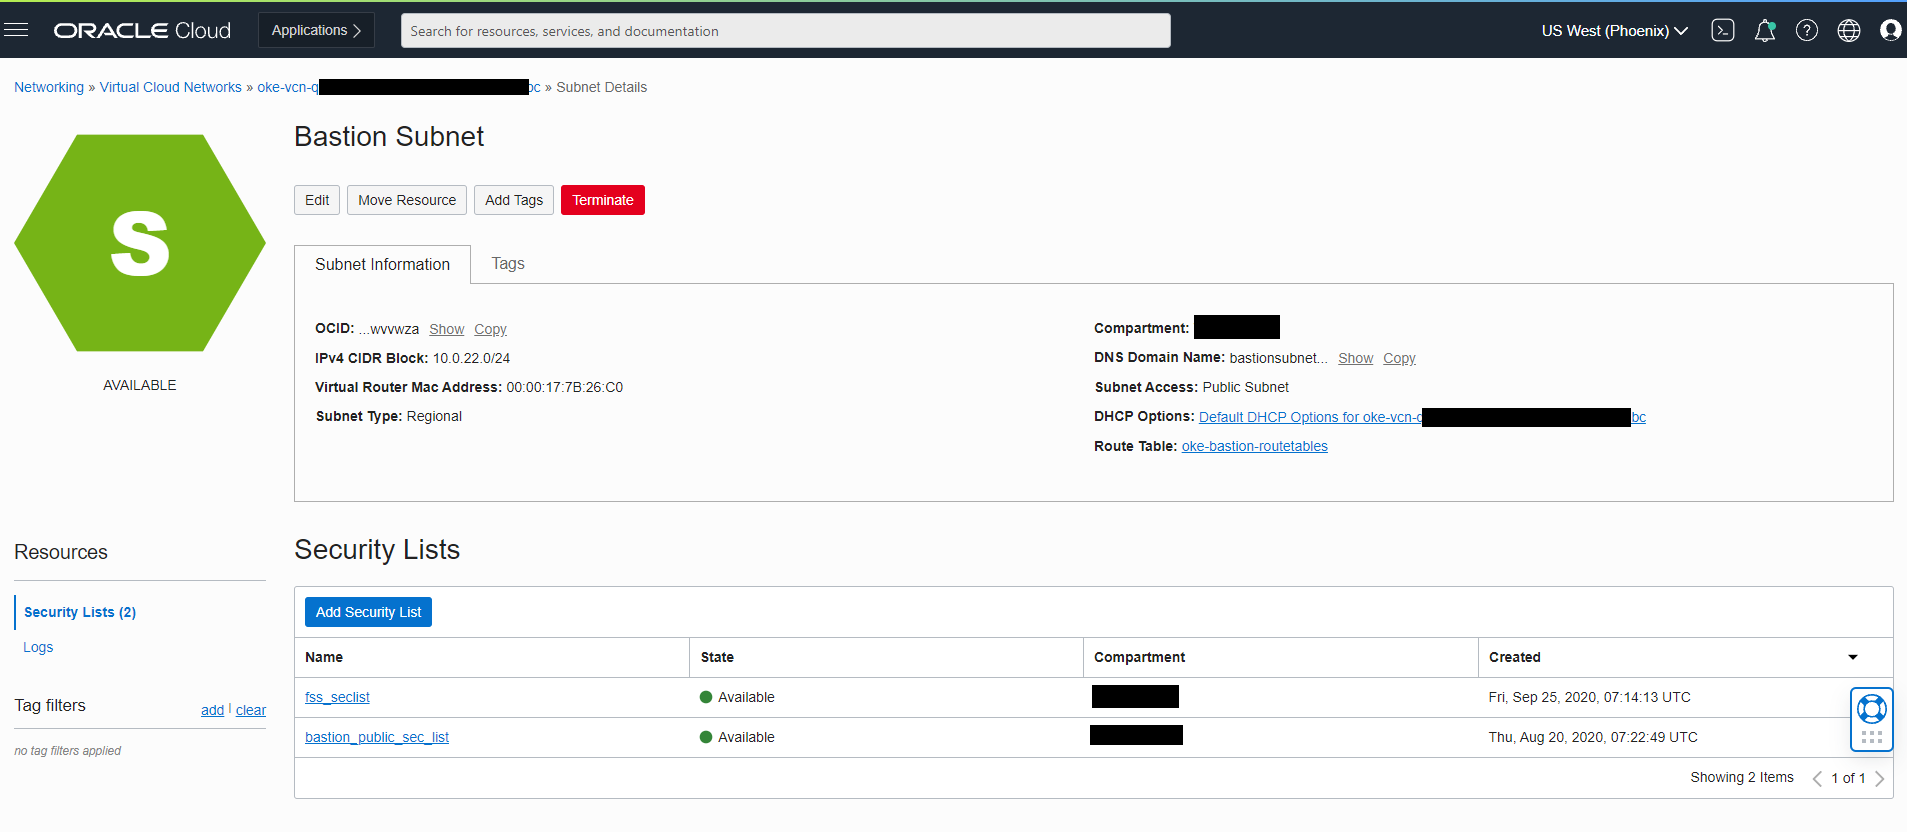 ORACLE Cloud
Applications
Search for resources, services, and documentation
US West (Phoenix)
Networking » Virtual Cloud Networks » oke-vcn-q bc » Subnet Details
S
AVAILABLE
Bastion Subnet
Edit
Move Resource
Add Tags
Terminate
Subnet Information
Tags
OCID: ...wvvwza Show Copy
IPv4 CIDR Block: 10.0.22.0/24
Virtual Router Mac Address: 00:00:17:7B:26:C0
Subnet Type: Regional
Compartment:
DNS Domain Name: bastionsubnet... Show Copy
Subnet Access: Public Subnet
DHCP Options: Default DHCP Options for oke-vcn-q bc
Route Table: oke-bastion-routetables
Resources
Security Lists (2)
Logs
Tag filters
add | clear
no tag filters applied
Security Lists
Add Security List
Name State Compartment Created
fss_seclist Available Fri, Sep 25, 2020, 07:14:13 UTC
bastion_public_sec_list Available Thu, Aug 20, 2020, 07:22:49 UTC
Showing 2 Items
1 of 1